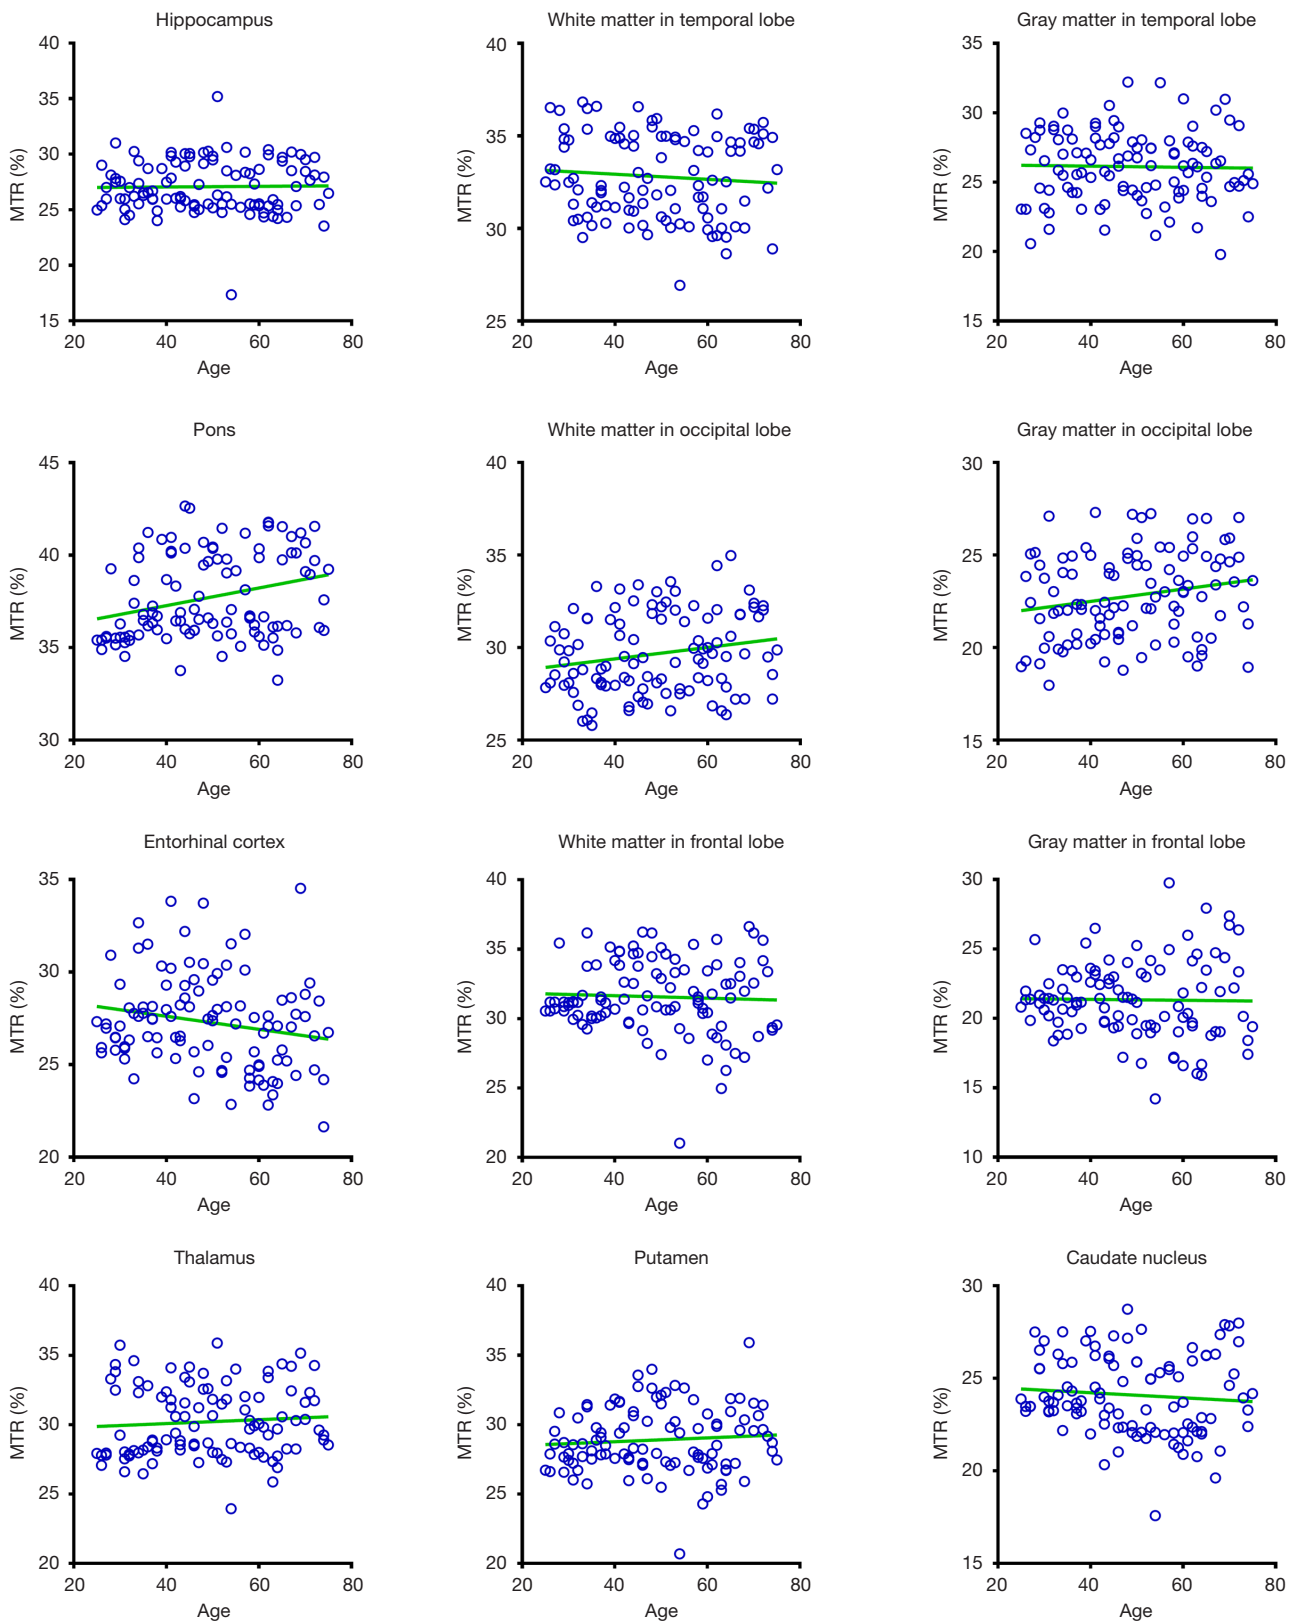 Hippocampus
40
35
30
25
20
15
MTR (%)
20 40 60 80
Age
White matter in temporal lobe
40
35
30
25
MTR (%)
20 40 60 80
Age
Gray matter in temporal lobe
35
30
25
20
15
MTR (%)
20 40 60 80
Age
Pons
45
40
35
30
MTR (%)
20 40 60 80
Age
White matter in occipital lobe
40
35
30
25
MTR (%)
20 40 60 80
Age
Gray matter in occipital lobe
30
25
20
15
MTR (%)
20 40 60 80
Age
Entorhinal cortex
35
30
25
20
MTR (%)
20 40 60 80
Age
White matter in frontal lobe
40
35
30
25
20
MTR (%)
20 40 60 80
Age
Gray matter in frontal lobe
30
25
20
15
10
MTR (%)
20 40 60 80
Age
Thalamus
40
35
30
25
20
MTR (%)
20 40 60 80
Age
Putamen
40
35
30
25
20
MTR (%)
20 40 60 80
Age
Caudate nucleus
30
25
20
15
MTR (%)
20 40 60 80
Age